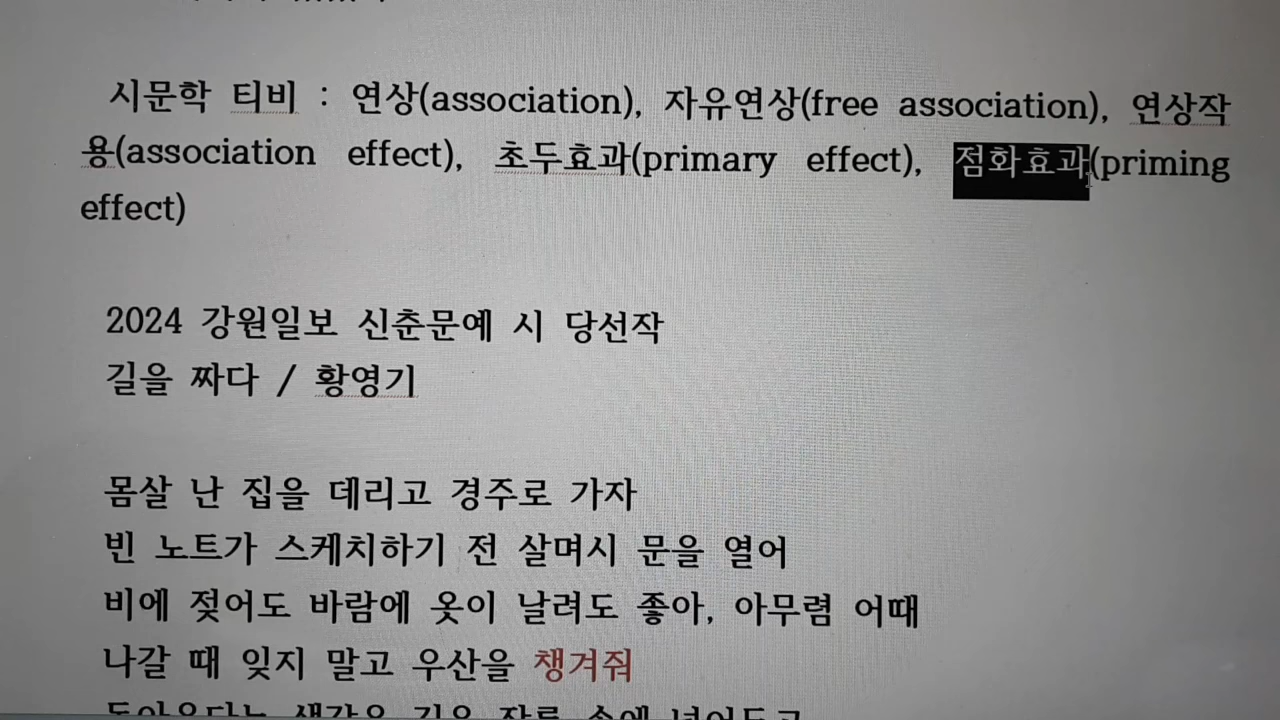 시문학 티비 : 연상(association), 자유연상(free association), 연상작
용(association effect), 초두효과(primary effect), 점화효과(priming
effect)
2024 강원일보 신춘문예 시 당선작
길을 짜다 / 황영기
몸살 난 집을 데리고 경주로 가자
빈 노트가 스케치하기 전 살며시 문을 열어
비에 젖어도 바람에 옷이 날려도 좋아, 아무렴 어때
나갈 때 잊지 말고 우산을 챙겨줘